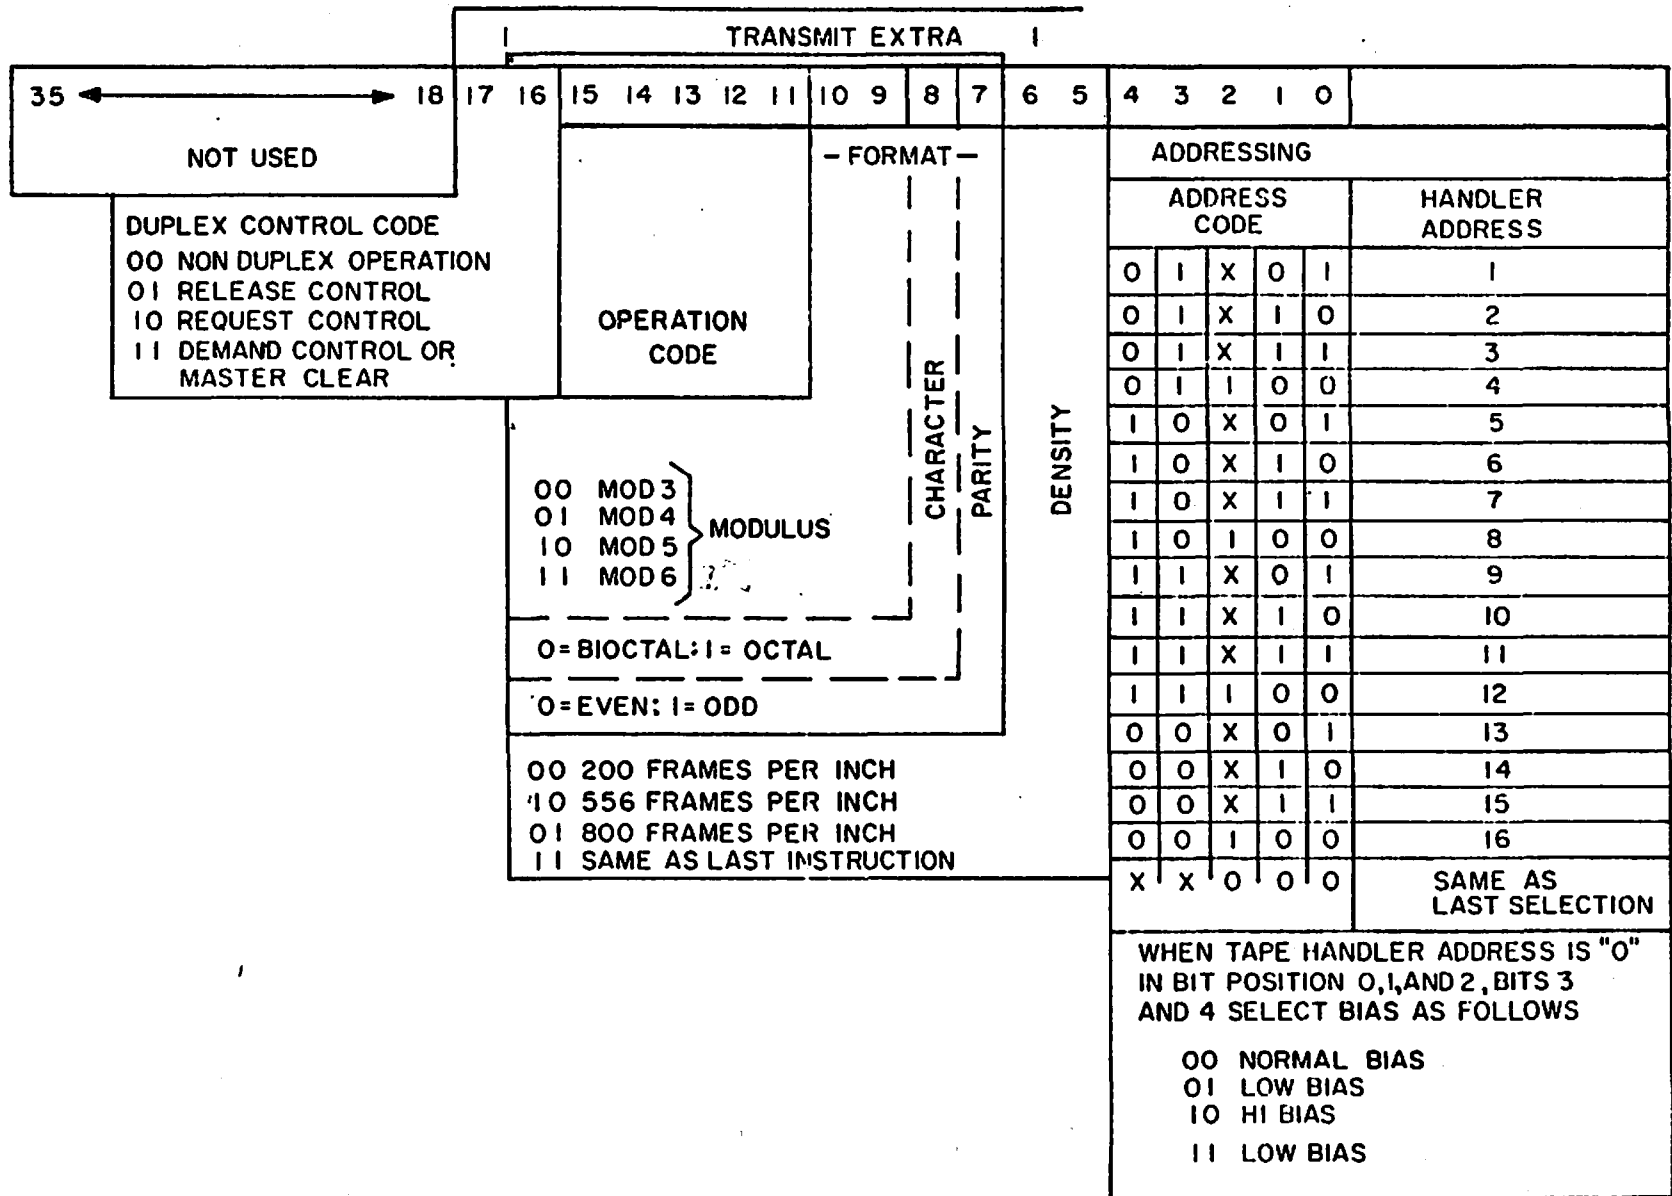 I TRANSMIT EXTRA I
35 18 17 16 15 14 13 12 11 10 9 8 7 6 5 4 3 2 1 0
NOT USED
- FORMAT -
ADDRESSING
ADDRESS CODE
HANDLER ADDRESS
DUPLEX CONTROL CODE
00 NON DUPLEX OPERATION
01 RELEASE CONTROL
10 REQUEST CONTROL
11 DEMAND CONTROL OR
MASTER CLEAR
OPERATION
CODE
CHARACTER
PARITY
DENSITY
00 MOD 3
01 MOD 4
10 MOD 5
11 MOD 6
MODULUS
0 = BIOCTAL: 1 = OCTAL
0 = EVEN: 1 = ODD
00 200 FRAMES PER INCH
10 556 FRAMES PER INCH
01 800 FRAMES PER INCH
11 SAME AS LAST INSTRUCTION
0 1 X 0 1 1
0 1 X 1 0 2
0 1 X 1 1 3
0 1 1 0 0 4
1 0 X 0 1 5
1 0 X 1 0 6
1 0 X 1 1 7
1 0 1 0 0 8
1 1 X 0 1 9
1 1 X 1 0 10
1 1 X 1 1 11
1 1 1 0 0 12
0 0 X 0 1 13
0 0 X 1 0 14
0 0 X 1 1 15
0 0 1 0 0 16
X X 0 0 0 SAME AS
LAST SELECTION
WHEN TAPE HANDLER ADDRESS IS "0"
IN BIT POSITION 0,1,AND 2, BITS 3
AND 4 SELECT BIAS AS FOLLOWS
00 NORMAL BIAS
01 LOW BIAS
10 HI BIAS
11 LOW BIAS